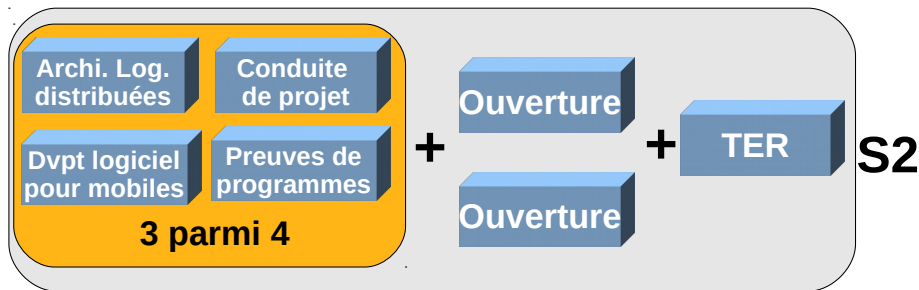 Archi. Log.
distribuées
Conduite
de projet
Dvpt logiciel
pour mobiles
Preuves de
programmes
3 parmi 4
+
Ouverture
Ouverture
+
TER
S2